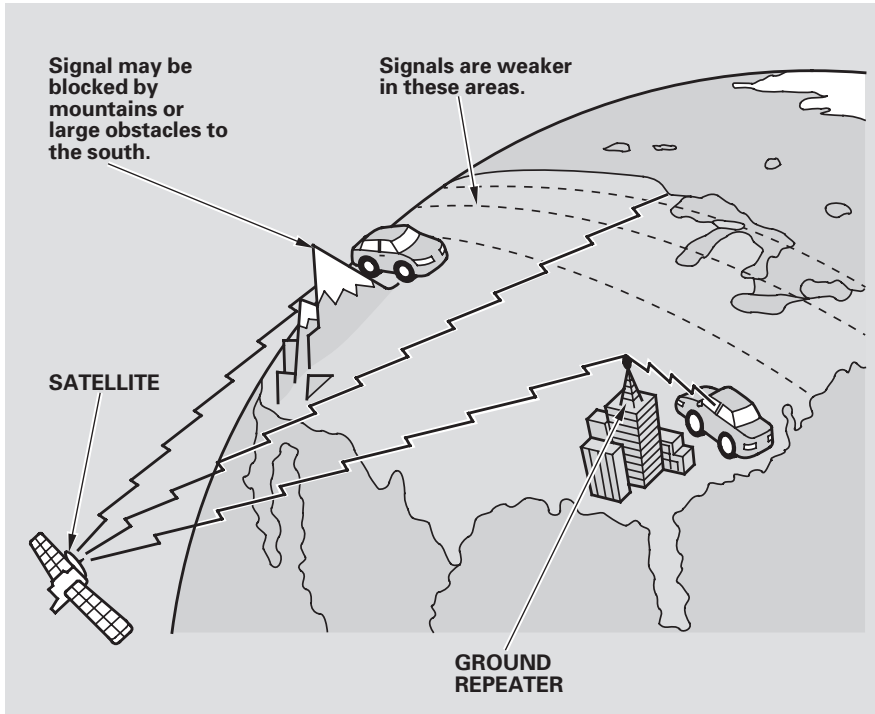 Signal may be
blocked by
mountains or
large obstacles to
the south.
Signals are weaker
in these areas.
SATELLITE
GROUND
REPEATER